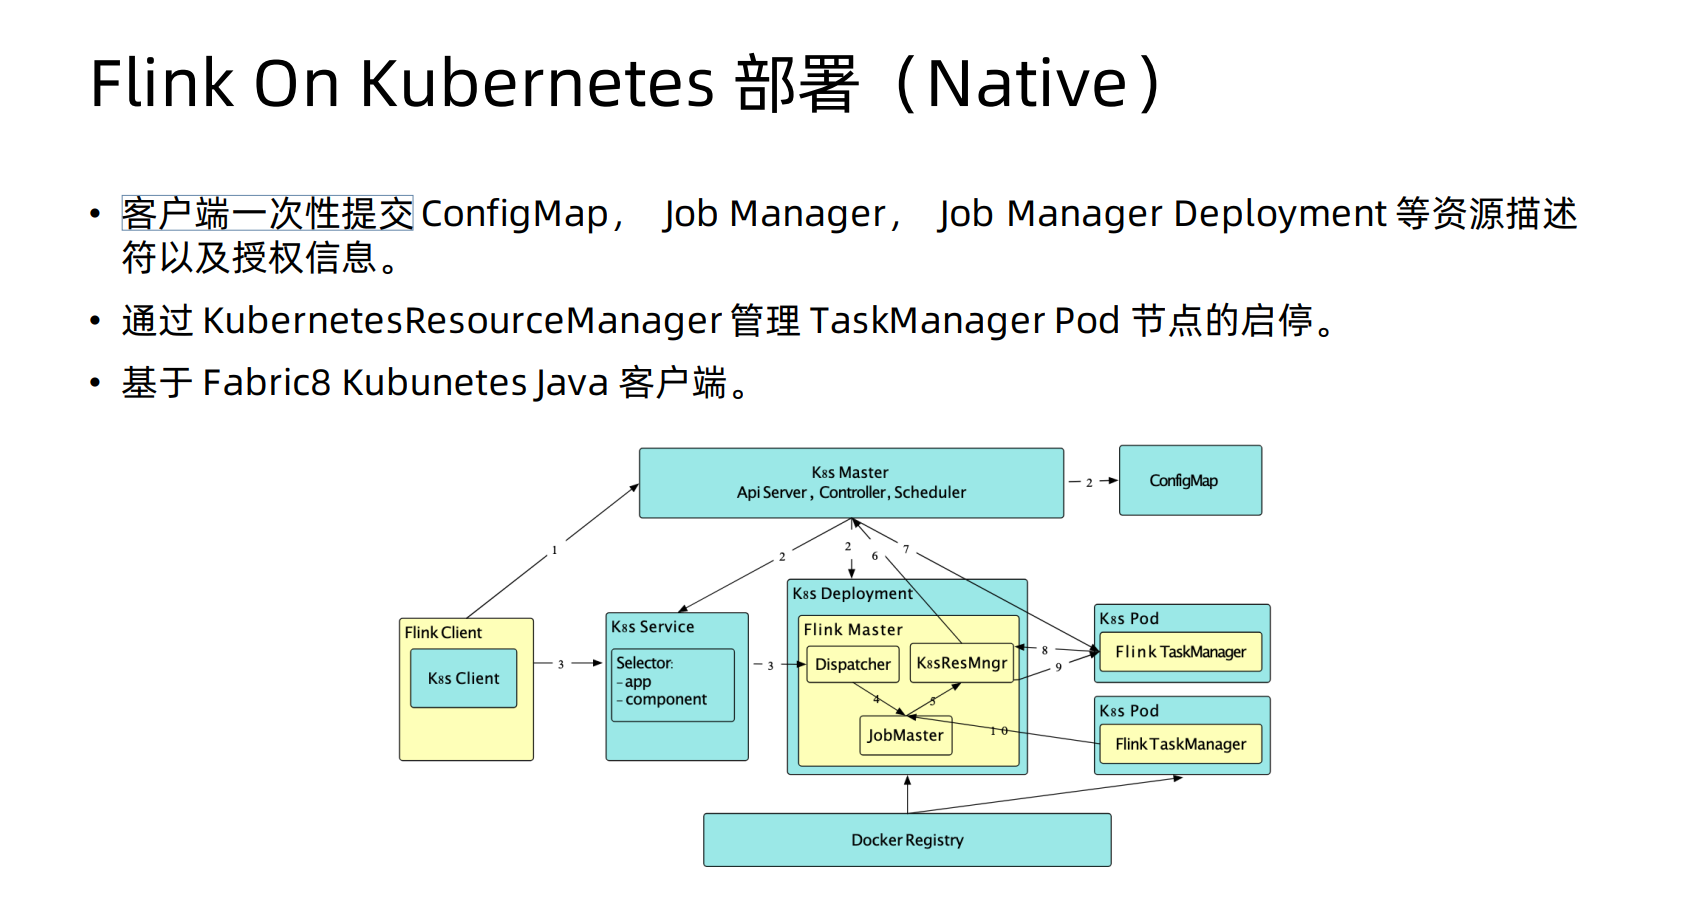 Flink On Kubernetes 部署（Native）
• 客户端一次性提交 ConfigMap， Job Manager， Job Manager Deployment 等资源描述
符以及授权信息。
• 通过 KubernetesResourceManager 管理 TaskManager Pod 节点的启停。
• 基于 Fabric8 Kubunetes Java 客户端。
K8s Master
Api Server , Controller, Scheduler
2
ConfigMap
1
2
2
6
7
Flink Client
K8s Client
3
K8s Service
Selector:
– app
– component
3
K8s Deployment
Flink Master
Dispatcher
K8sResMngr
4
5
JobMaster
8
9
10
K8s Pod
Flink TaskManager
K8s Pod
Flink TaskManager
Docker Registry